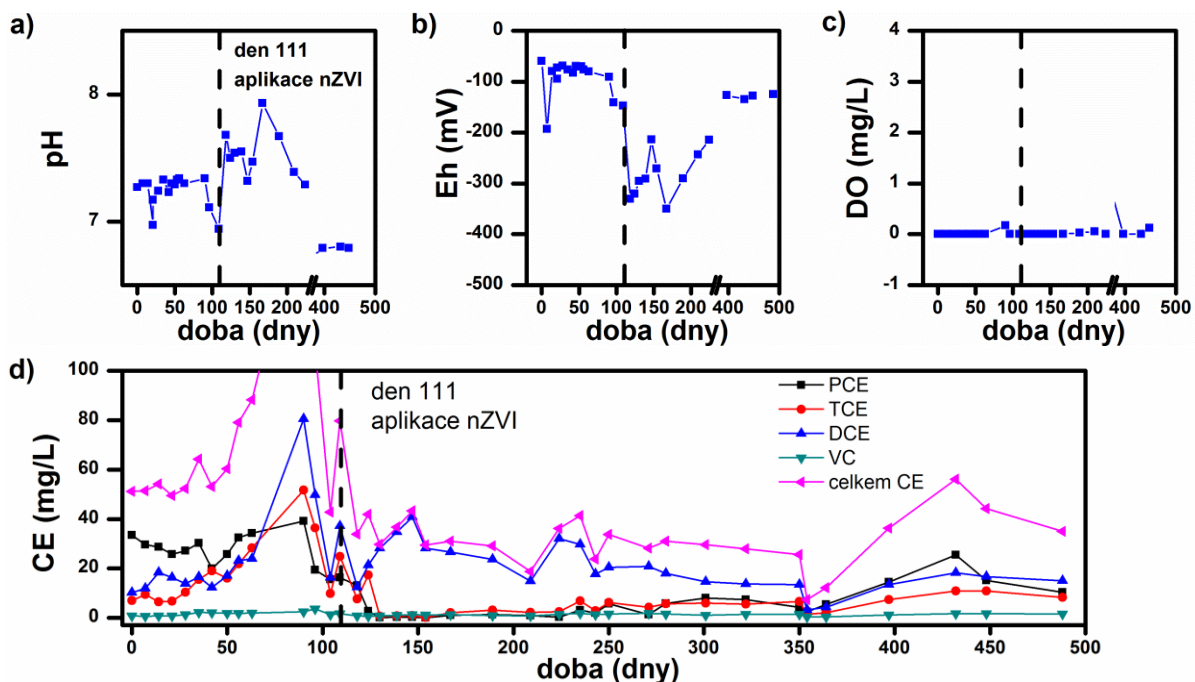 a)
den 111
aplikace nZVI
8
7
6
pH
0
50
100
150
200
400
500
doba (dny)
b)
0
-100
-200
-300
-400
-500
Eh (mV)
0
50
100
150
200
400
500
doba (dny)
c)
4
3
2
1
0
-1
DO (mg/L)
0
50
100
150
200
400
500
doba (dny)
d)
100
80
60
40
20
0
CE (mg/L)
den 111
aplikace nZVI
PCE
TCE
DCE
VC
celkem CE
0
50
100
150
200
250
300
350
400
450
500
doba (dny)